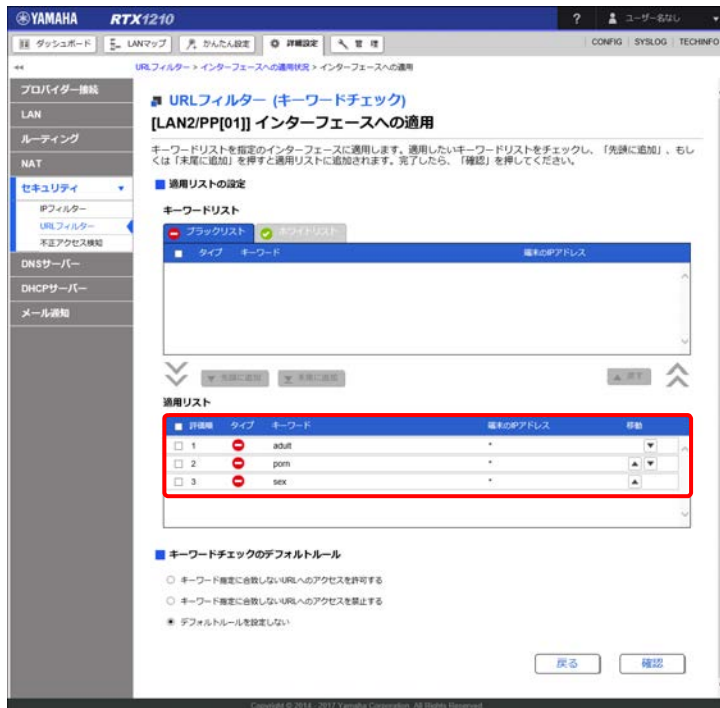 YAMAHA RTX1210 ? ユーザー名なし
ダッシュボード LANマップ かんたん設定 詳細設定 管理 CONFIG SYSLOG TECHINFO
URLフィルター > インターフェースへの適用状況 > インターフェースへの適用
プロバイダー接続
LAN
ルーティング
NAT
セキュリティ
IPフィルター
URLフィルター
不正アクセス検知
DNSサーバー
DHCPサーバー
メール通知
URLフィルター (キーワードチェック)
[LAN2/PP[01]] インターフェースへの適用
キーワードリストを指定のインターフェースに適用します。適用したいキーワードリストをチェックし、「先頭に追加」、もし
くは「末尾に追加」を押すと適用リストに追加されます。完了したら、「確認」を押してください。
適用リストの設定
キーワードリスト
ブラックリスト ホワイトリスト
タイプ キーワード 端末のIPアドレス
先頭に追加 末尾に追加 戻す
適用リスト
評価順 タイプ キーワード 端末のIPアドレス 移動
1 adult *
2 porn *
3 sex *
キーワードチェックのデフォルトルール
キーワード指定に合致しないURLへのアクセスを許可する
キーワード指定に合致しないURLへのアクセスを禁止する
デフォルトルールを設定しない
戻る 確認
Copyright © 2014 - 2017 Yamaha Corporation. All Rights Reserved.